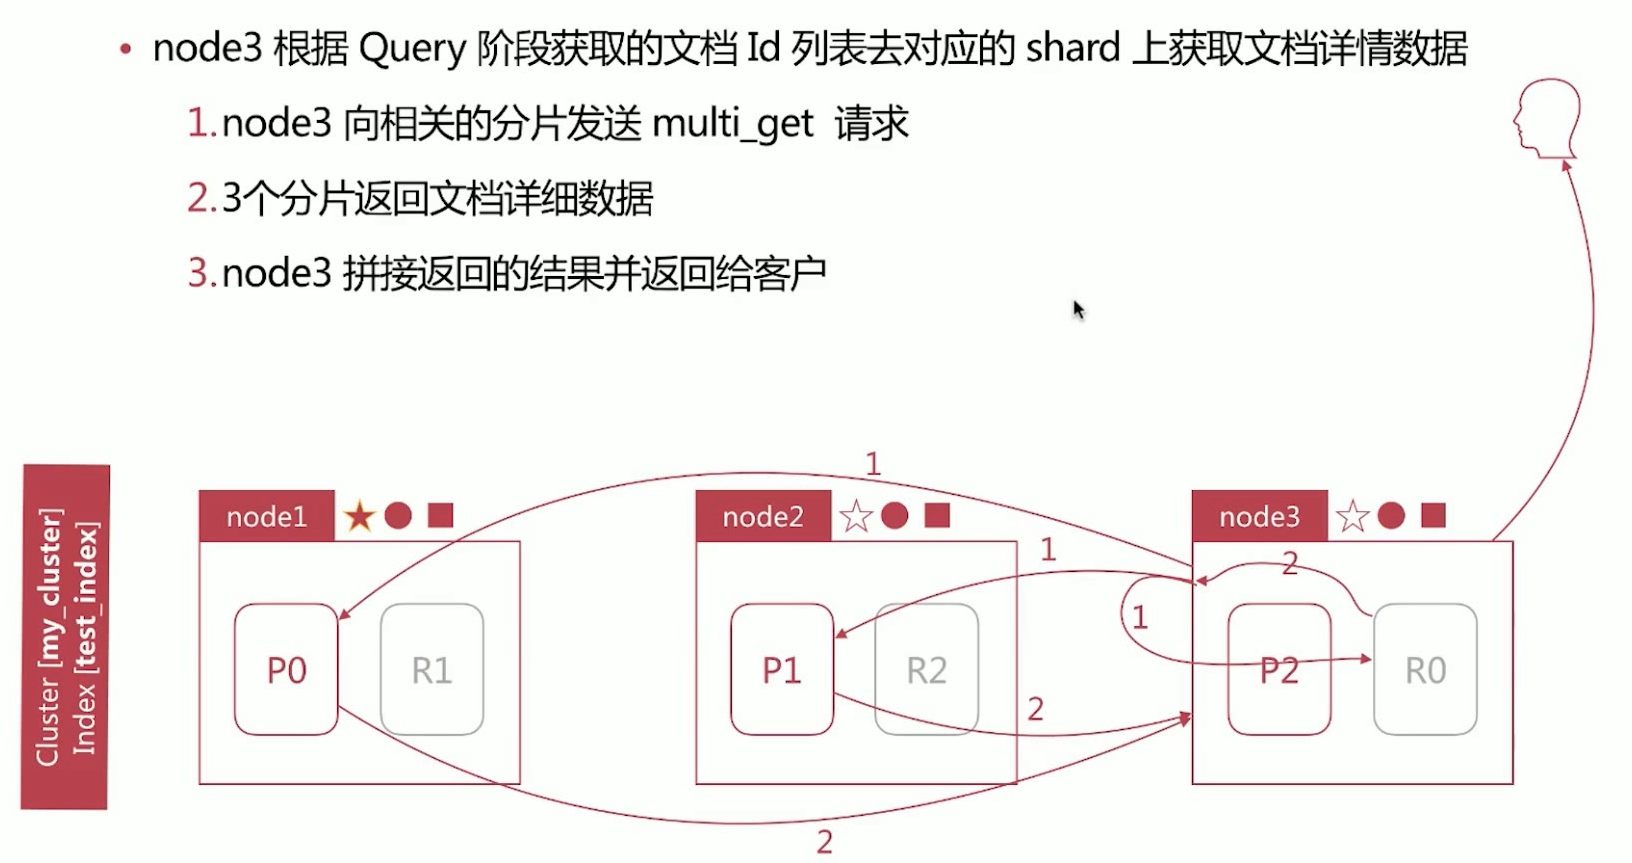 • node3 根据 Query 阶段获取的文档 Id 列表去对应的 shard 上获取文档详情数据
1.node3 向相关的分片发送 multi_get 请求
2.3个分片返回文档详细数据
3.node3 拼接返回的结果并返回给客户
Cluster [my_cluster]
Index [test_index]
1
node1
node2
node3
1
2
1
P0
R1
P1
R2
P2
R0
2
2